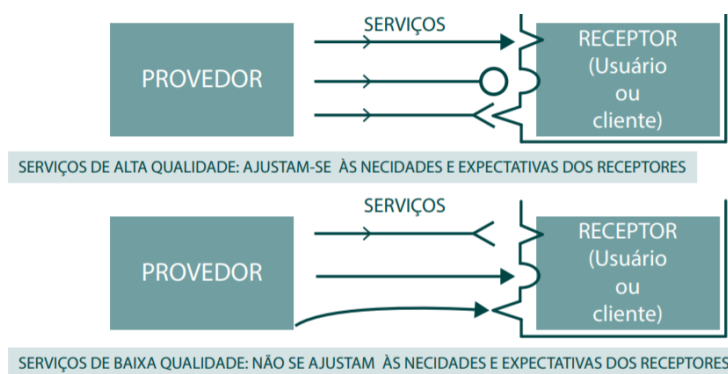 SERVIÇOS
PROVEDOR
RECEPTOR
(Usuário
ou
cliente)
SERVIÇOS DE ALTA QUALIDADE: AJUSTAM-SE ÀS NECIDADES E EXPECTATIVAS DOS RECEPTORES
SERVIÇOS
PROVEDOR
RECEPTOR
(Usuário
ou
cliente)
SERVIÇOS DE BAIXA QUALIDADE: NÃO SE AJUSTAM ÀS NECIDADES E EXPECTATIVAS DOS RECEPTORES